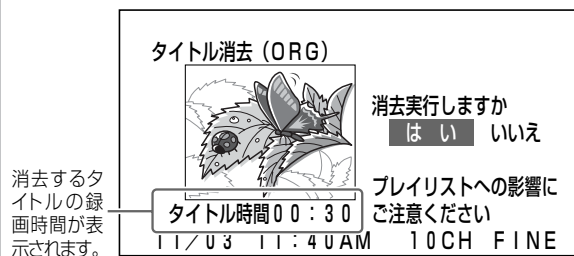 タイトル消去（ORG）
消去実行しますか
はい　いいえ
消去するタ
イトルの録
画時間が表
示されます。
タイトル時間００：３０
プレイリストへの影響に
ご注意ください
１１／０３　１１：４０AM　１０CH　FINE